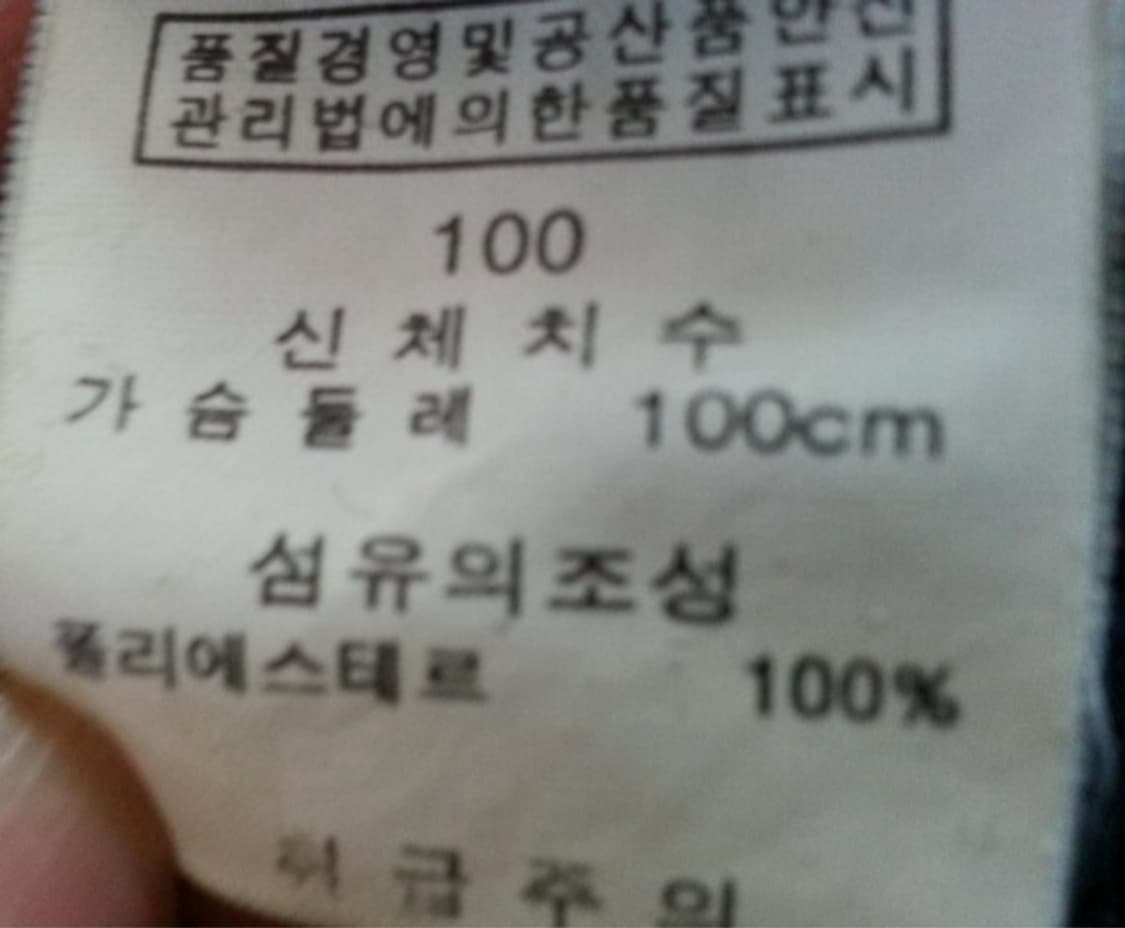 품질경영및공산품안전
관리법에의한품질표시
100
신체치수
가슴둘레 100cm
섬유의조성
폴리에스테르 100%
취급주의